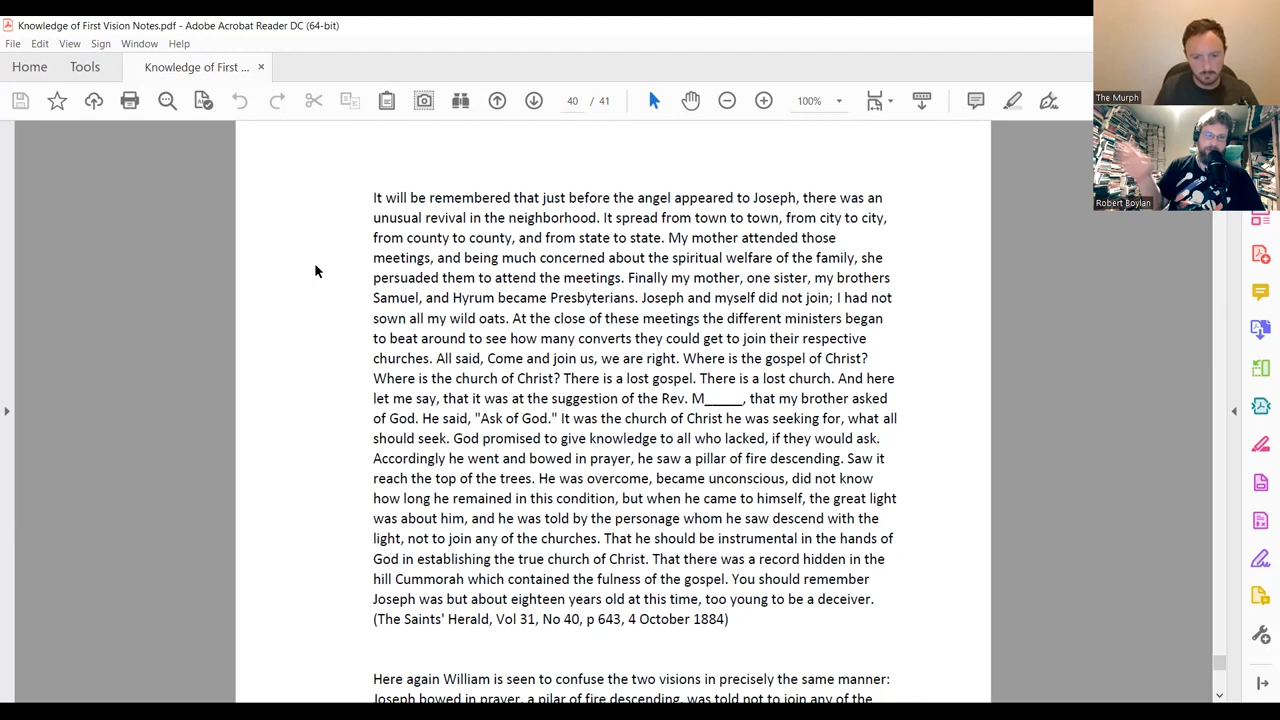 Knowledge of First Vision Notes.pdf - Adobe Acrobat Reader DC (64-bit)
File Edit View Sign Window Help
Home Tools Knowledge of First ... ×
40 / 41 100%
The Murph
Robert Boylan
It will be remembered that just before the angel appeared to Joseph, there was an
unusual revival in the neighborhood. It spread from town to town, from city to city,
from county to county, and from state to state. My mother attended those
meetings, and being much concerned about the spiritual welfare of the family, she
persuaded them to attend the meetings. Finally my mother, one sister, my brothers
Samuel, and Hyrum became Presbyterians. Joseph and myself did not join; I had not
sown all my wild oats. At the close of these meetings the different ministers began
to beat around to see how many converts they could get to join their respective
churches. All said, Come and join us, we are right. Where is the gospel of Christ?
Where is the church of Christ? There is a lost gospel. There is a lost church. And here
let me say, that it was at the suggestion of the Rev. M_____, that my brother asked
of God. He said, "Ask of God." It was the church of Christ he was seeking for, what all
should seek. God promised to give knowledge to all who lacked, if they would ask.
Accordingly he went and bowed in prayer, he saw a pillar of fire descending. Saw it
reach the top of the trees. He was overcome, became unconscious, did not know
how long he remained in this condition, but when he came to himself, the great light
was about him, and he was told by the personage whom he saw descend with the
light, not to join any of the churches. That he should be instrumental in the hands of
God in establishing the true church of Christ. That there was a record hidden in the
hill Cummorah which contained the fulness of the gospel. You should remember
Joseph was but about eighteen years old at this time, too young to be a deceiver.
(The Saints' Herald, Vol 31, No 40, p 643, 4 October 1884)
Here again William is seen to confuse the two visions in precisely the same manner:
Joseph bowed in prayer, a pilar of fire descending, was told not to join any of the